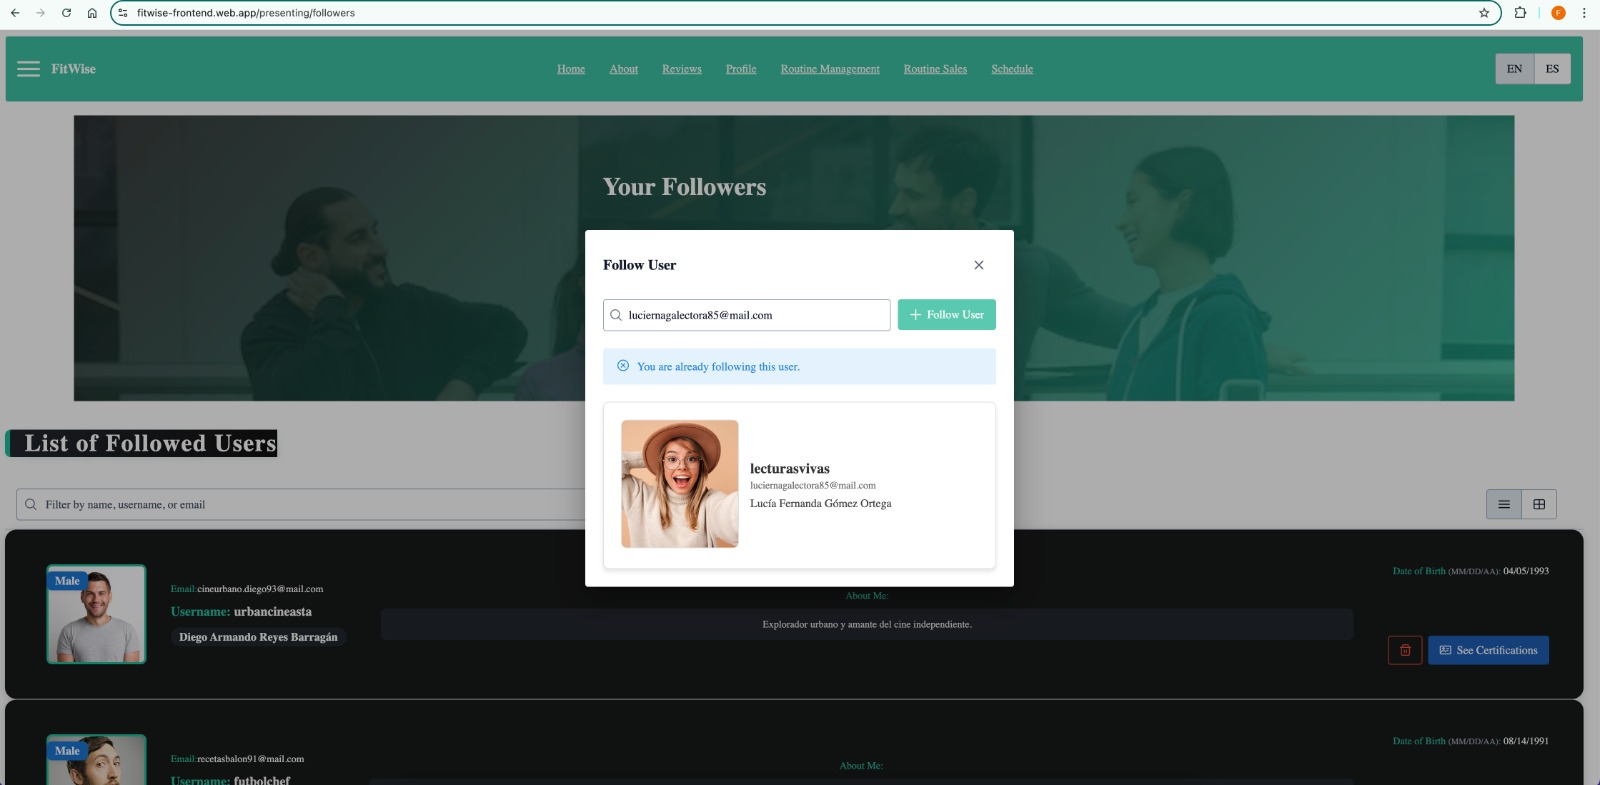 fitwise-frontend.web.app/presenting/followers
F
FitWise
Home About Reviews Profile Routine Management Routine Sales Schedule
EN ES
Your Followers
Follow User
luciernagalectora85@mail.com
Follow User
You are already following this user.
lecturasvivas
luciernagalectora85@mail.com
Lucía Fernanda Gómez Ortega
List of Followed Users
Filter by name, username, or email
Male
Email:cineurbano.diego93@mail.com
Username: urbancineasta
Diego Armando Reyes Barragán
About Me:
Explorador urbano y amante del cine independiente.
Date of Birth (MM/DD/AA): 04/05/1993
See Certifications
Male
Email:recetasbalon91@mail.com
Username: futbolchef
About Me:
Date of Birth (MM/DD/AA): 08/14/1991